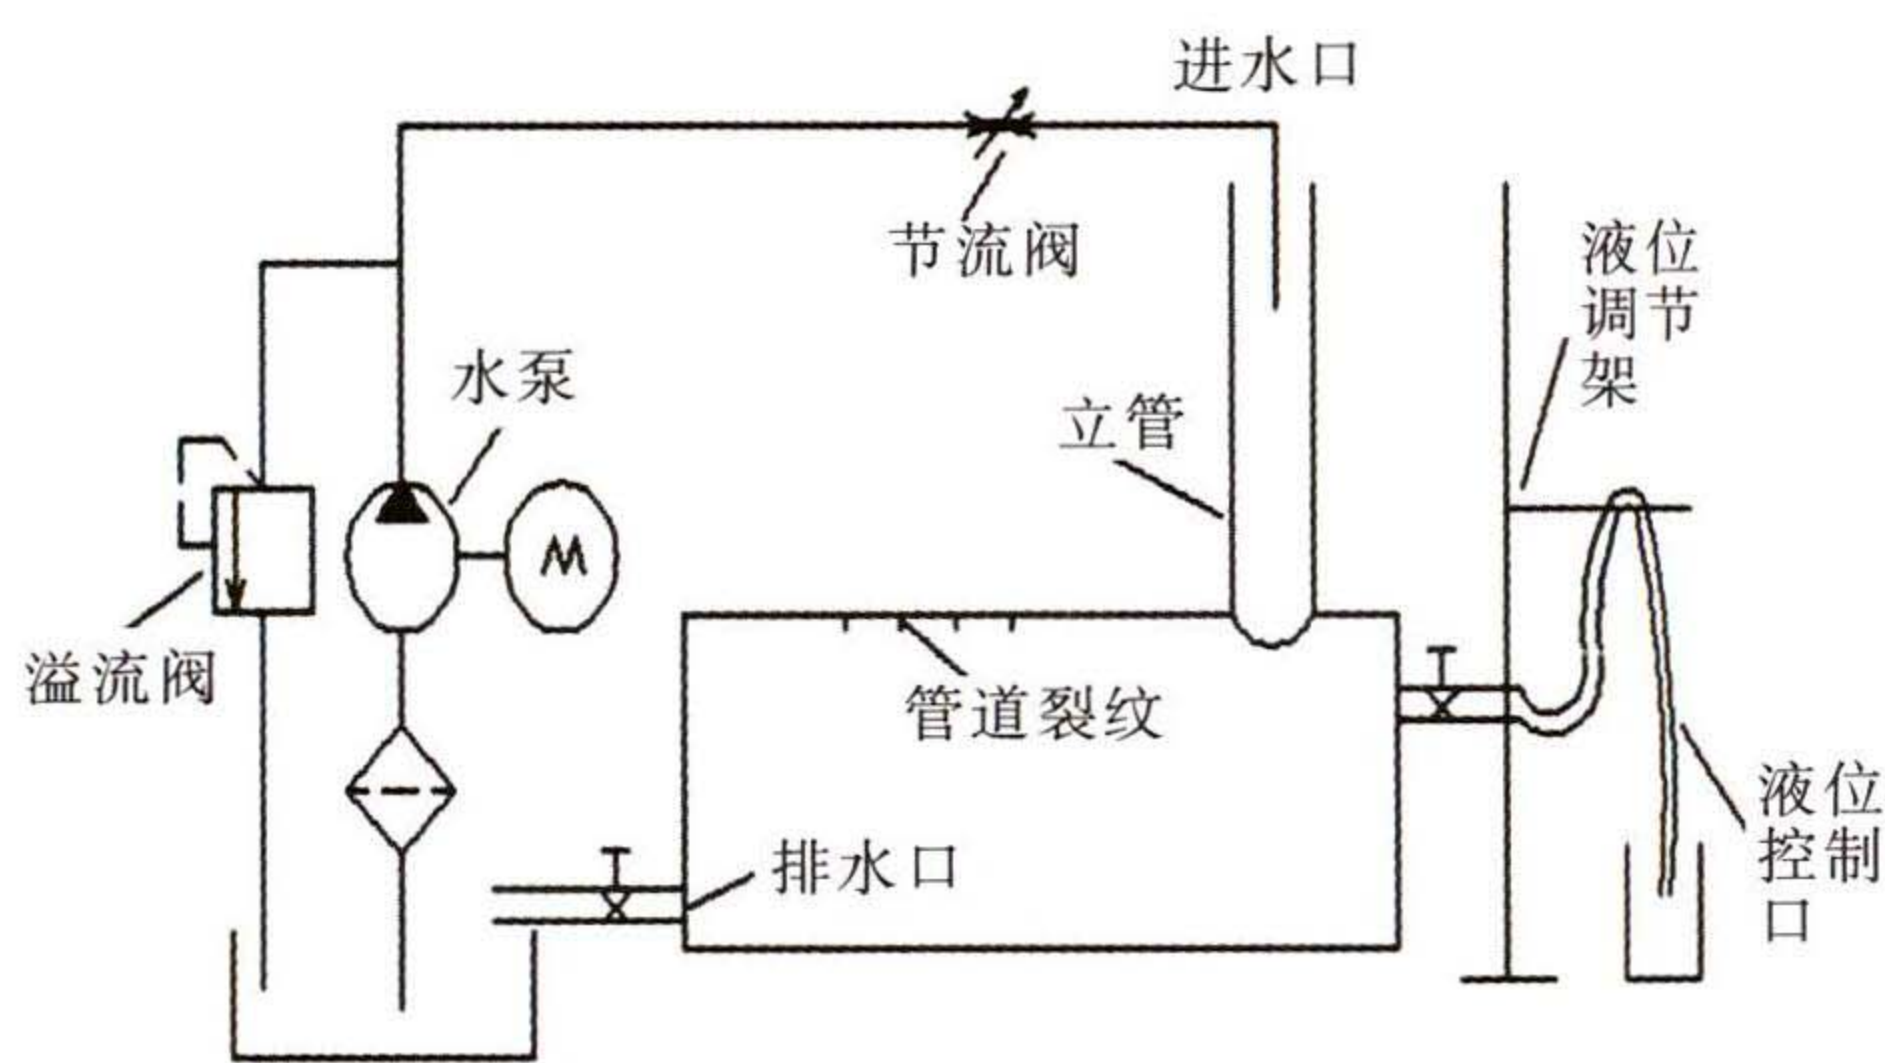 进水口
节流阀
液位
调节
架
水泵
立管
M
溢流阀
管道裂纹
排水口
液位
控制
口